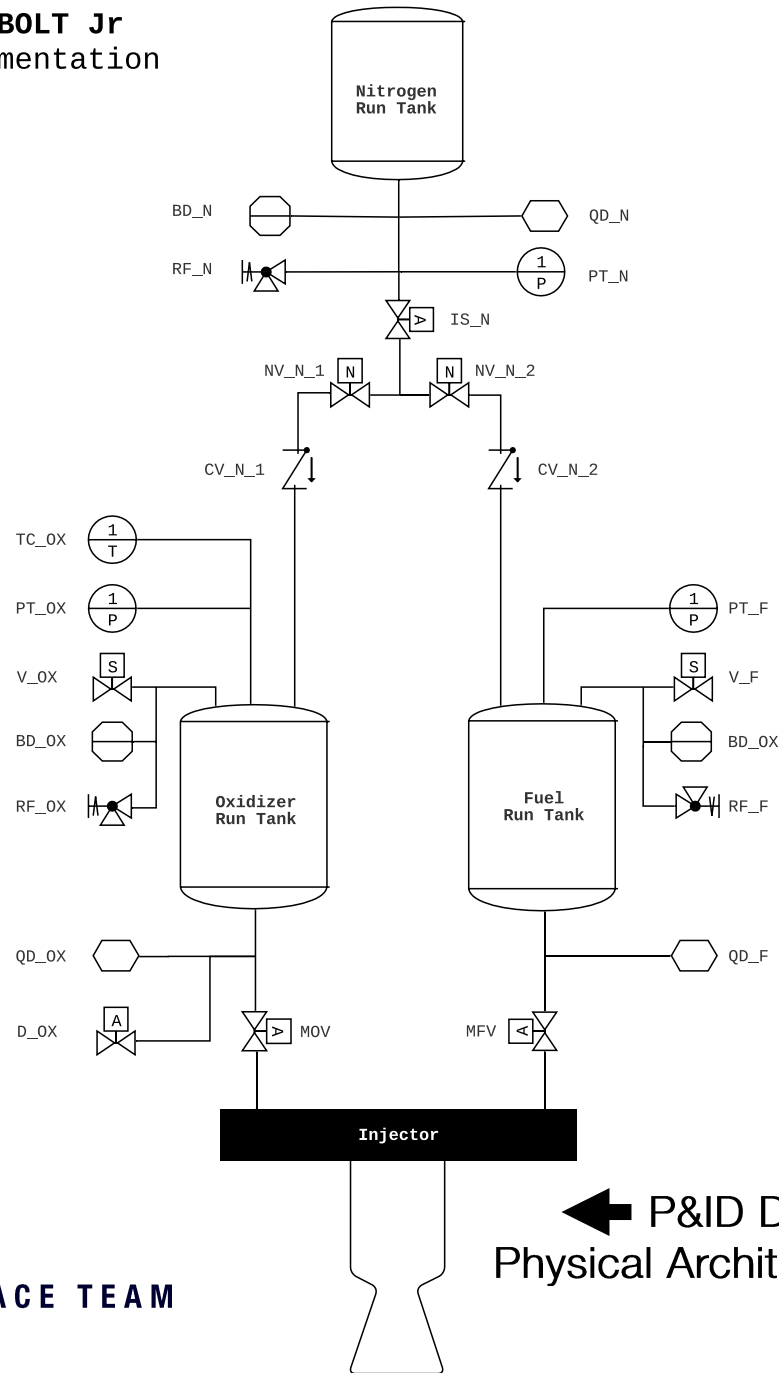 BOLT Jr
mentation
Nitrogen
Run Tank
BD_N
QD_N
RF_N
1
P
PT_N
A
IS_N
NV_N_1
N
N
NV_N_2
CV_N_1
CV_N_2
TC_OX
1
T
PT_OX
1
P
1
P
PT_F
V_OX
S
S
V_F
BD_OX
BD_OX
RF_OX
Oxidizer
Run Tank
Fuel
Run Tank
RF_F
QD_OX
QD_F
D_OX
A
A
MOV
MFV
A
Injector
P&ID D
Physical Archit
ACE TEAM